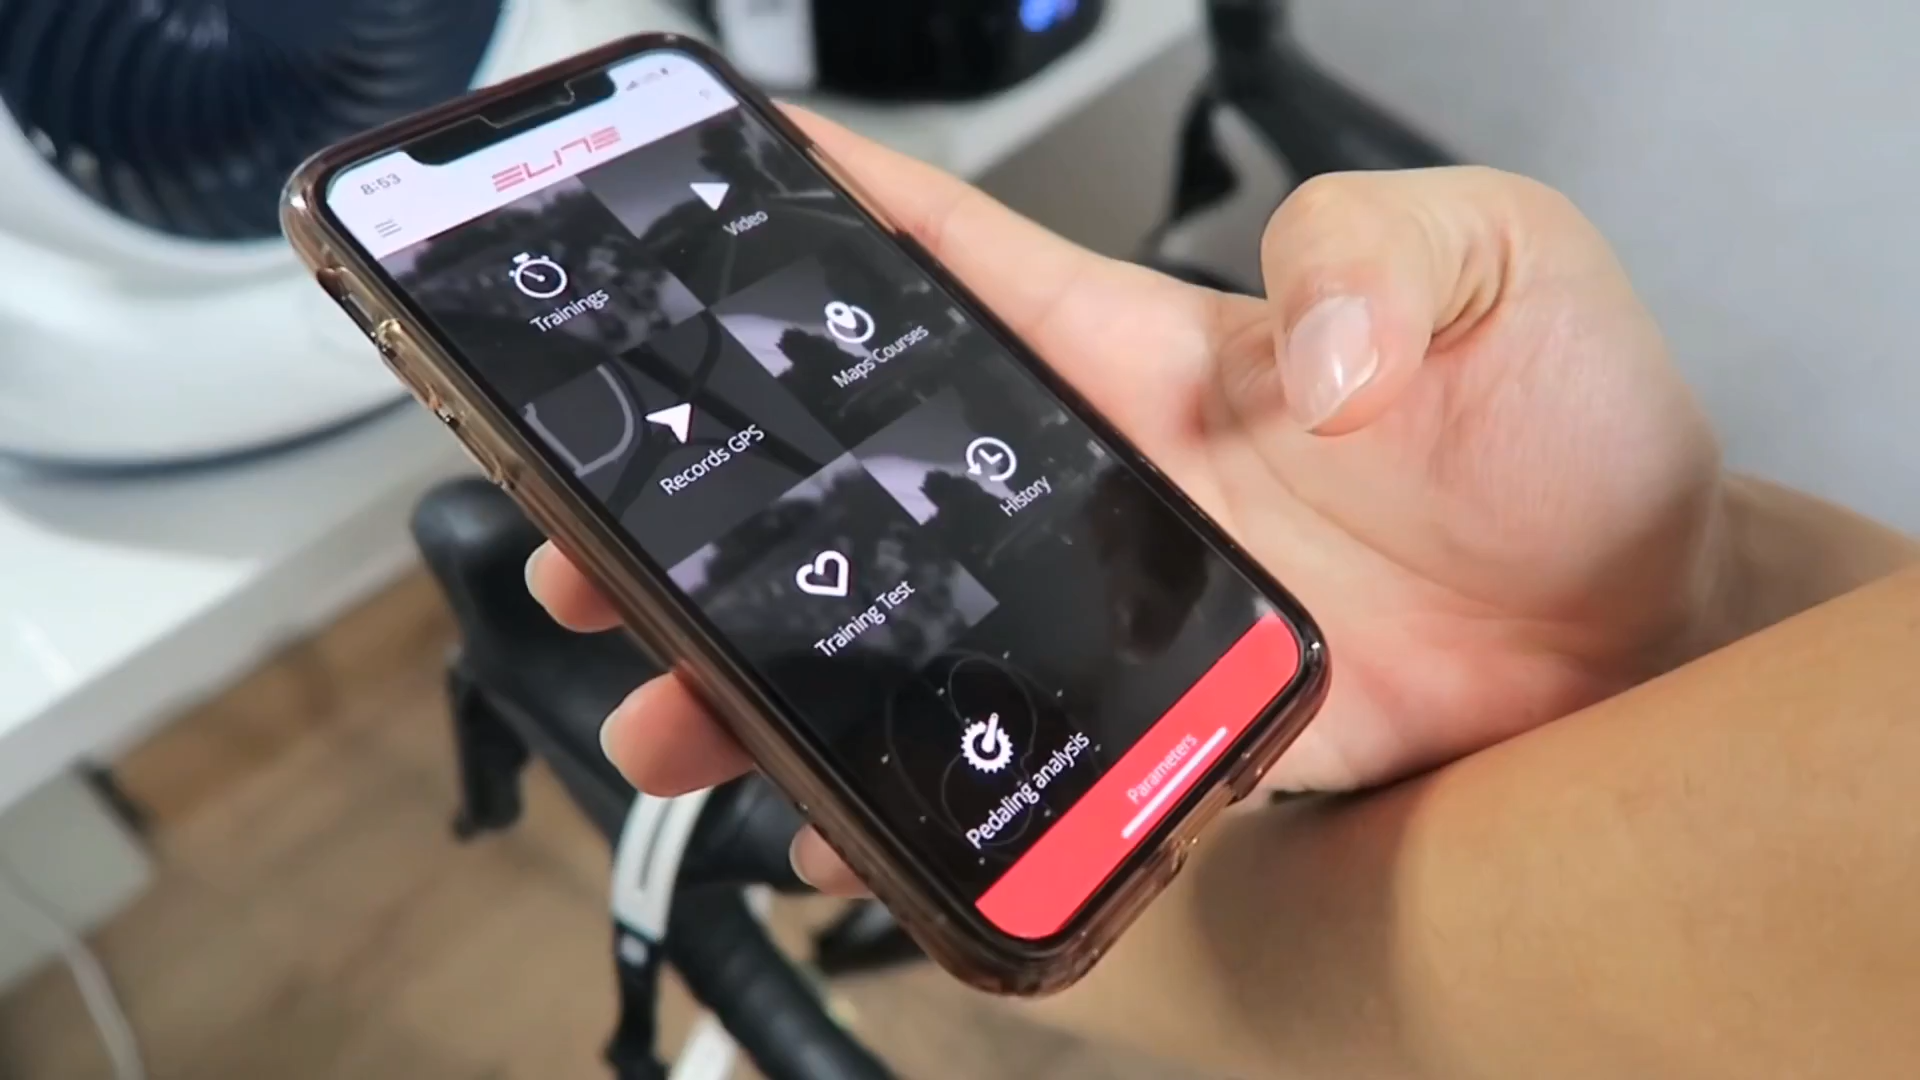 8:53
ELITE
Trainings
Video
Records GPS
Maps Courses
Training Test
History
Pedaling analysis
Parameters